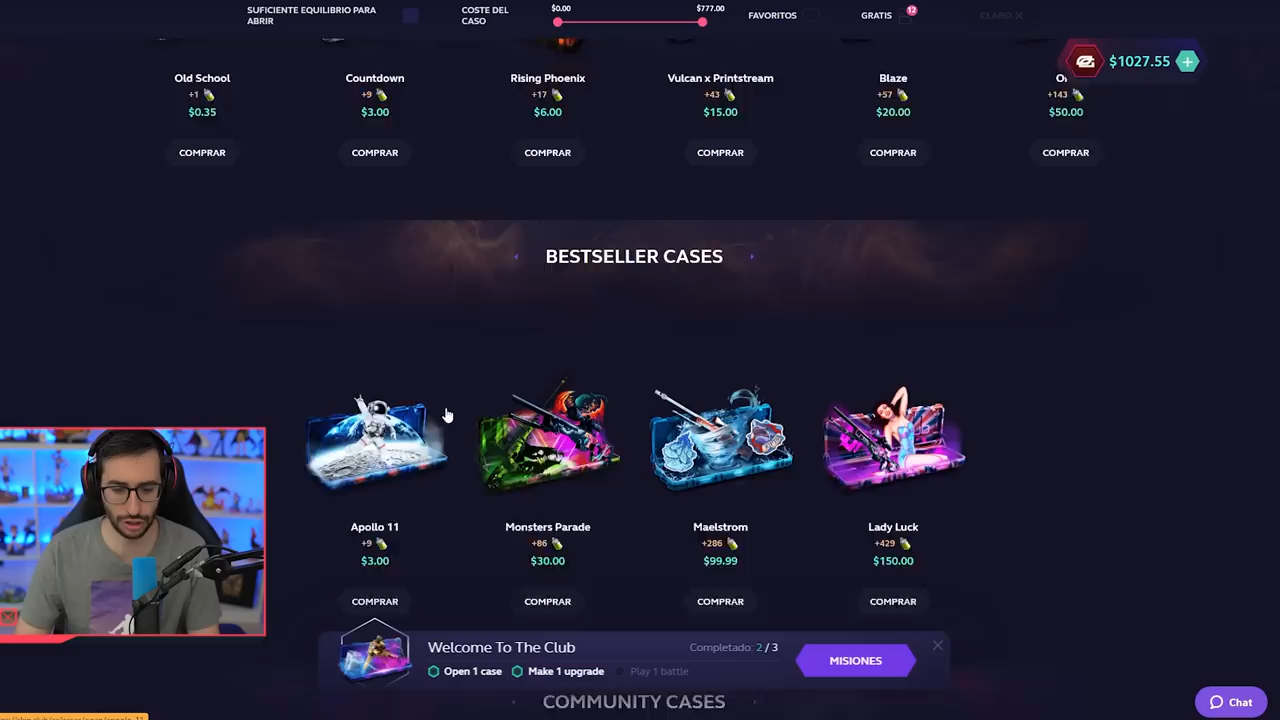 SUFICIENTE EQUILIBRIO PARA
ABRIR
COSTE DEL
CASO
$0.00
$777.00
FAVORITOS
GRATIS
12
CLARO
$1027.55
Old School
+1
$0.35
COMPRAR
Countdown
+9
$3.00
COMPRAR
Rising Phoenix
+17
$6.00
COMPRAR
Vulcan x Printstream
+43
$15.00
COMPRAR
Blaze
+57
$20.00
COMPRAR
+143
$50.00
COMPRAR
BESTSELLER CASES
Apollo 11
+9
$3.00
COMPRAR
Monsters Parade
+86
$30.00
COMPRAR
Maelstrom
+286
$99.99
COMPRAR
Lady Luck
+429
$150.00
COMPRAR
Welcome To The Club
Completado: 2 / 3
Open 1 case
Make 1 upgrade
Play 1 battle
MISIONES
COMMUNITY CASES
Chat